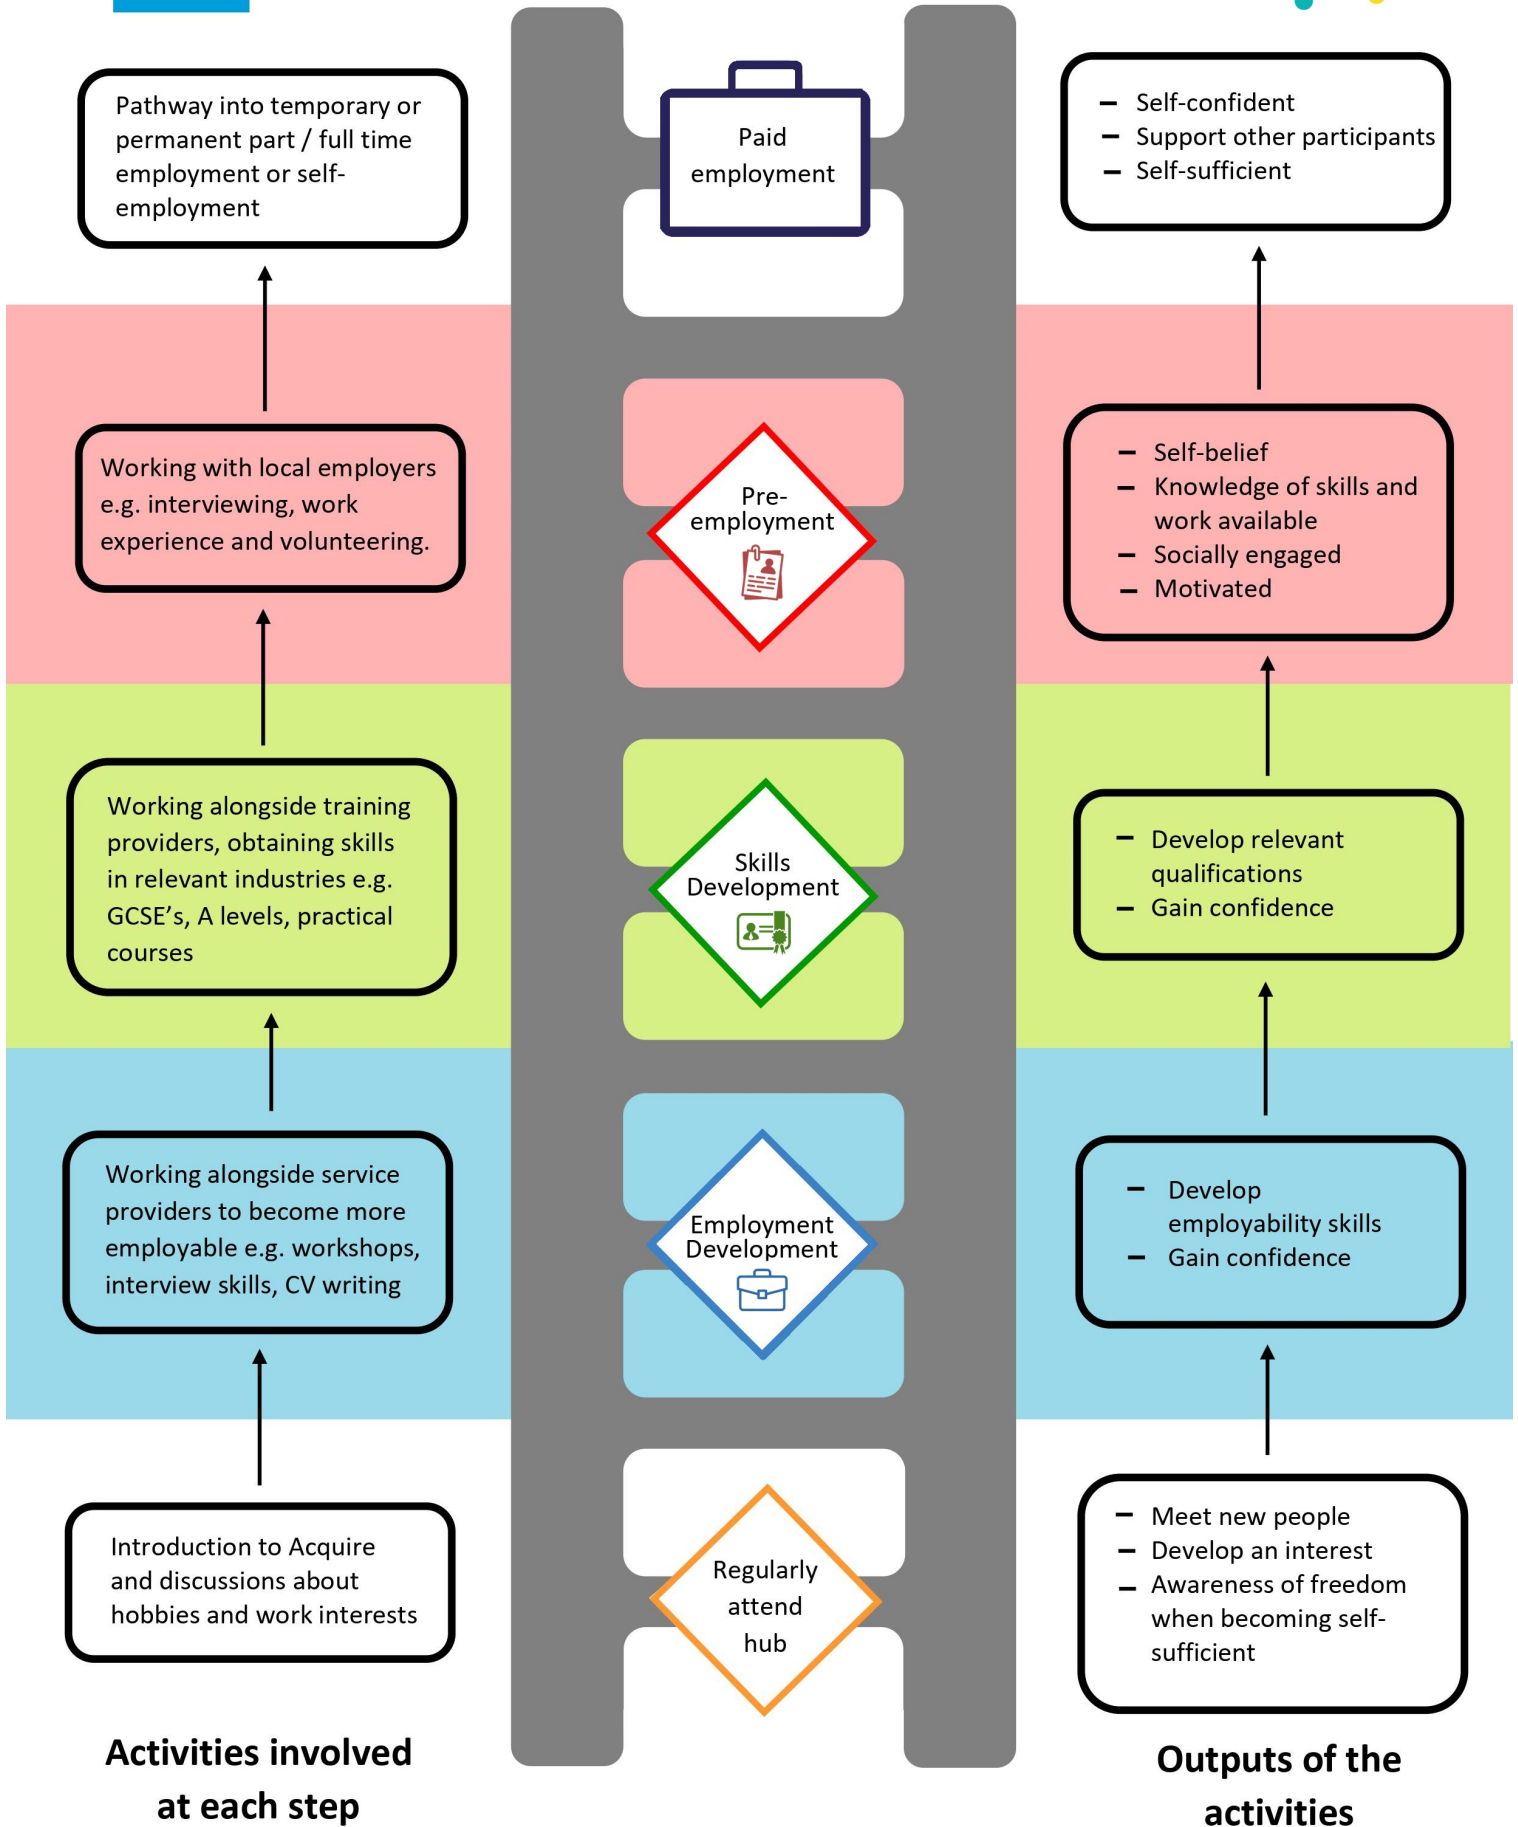 Pathway into temporary or
permanent part / full time
employment or self-
employment
Paid
employment
– Self-confident
– Support other participants
– Self-sufficient
Working with local employers
e.g. interviewing, work
experience and volunteering.
Pre-
employment
– Self-belief
– Knowledge of skills and
work available
– Socially engaged
– Motivated
Working alongside training
providers, obtaining skills
in relevant industries e.g.
GCSE's, A levels, practical
courses
Skills
Development
– Develop relevant
qualifications
– Gain confidence
Working alongside service
providers to become more
employable e.g. workshops,
interview skills, CV writing
Employment
Development
– Develop
employability skills
– Gain confidence
Introduction to Acquire
and discussions about
hobbies and work interests
Regularly
attend
hub
– Meet new people
– Develop an interest
– Awareness of freedom
when becoming self-
sufficient
Activities involved
at each step
Outputs of the
activities